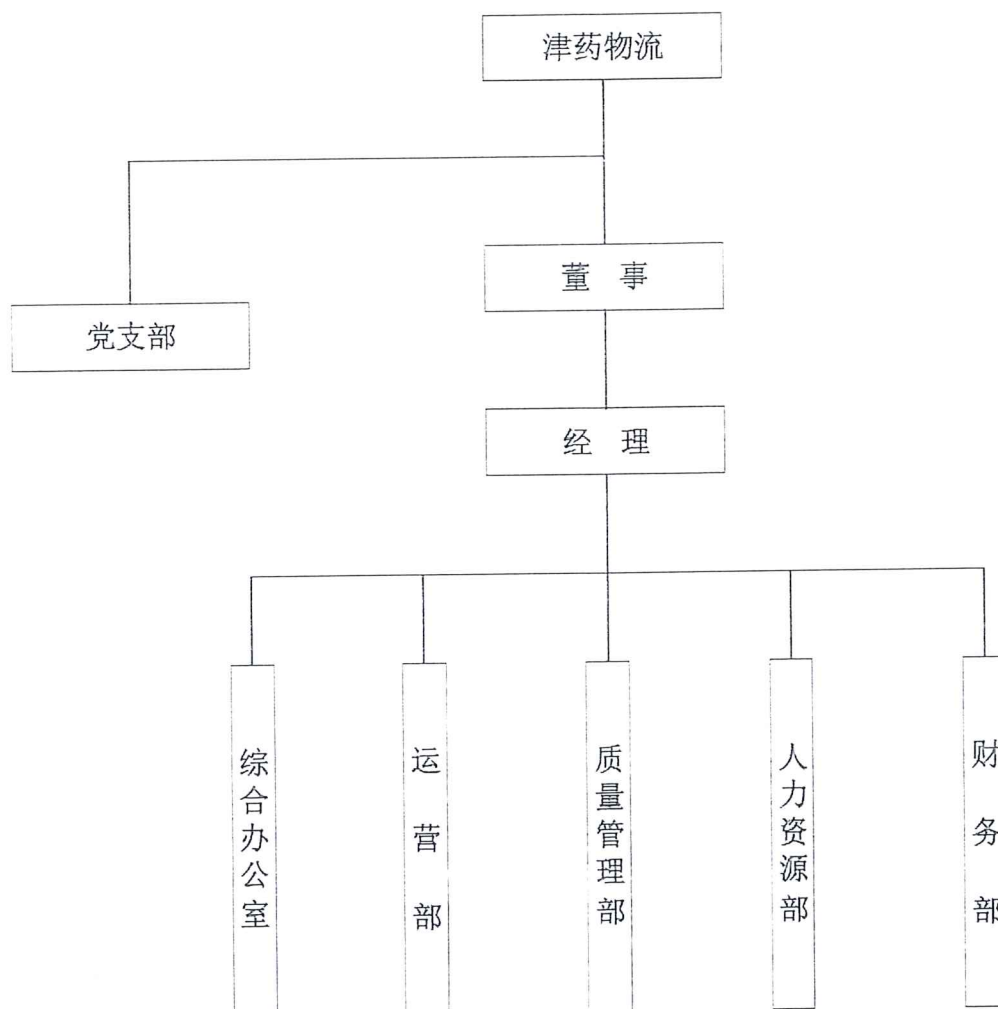 津药物流
董 事
党支部
经 理
综合办公室
运营部
质量管理部
人力资源部
财务部